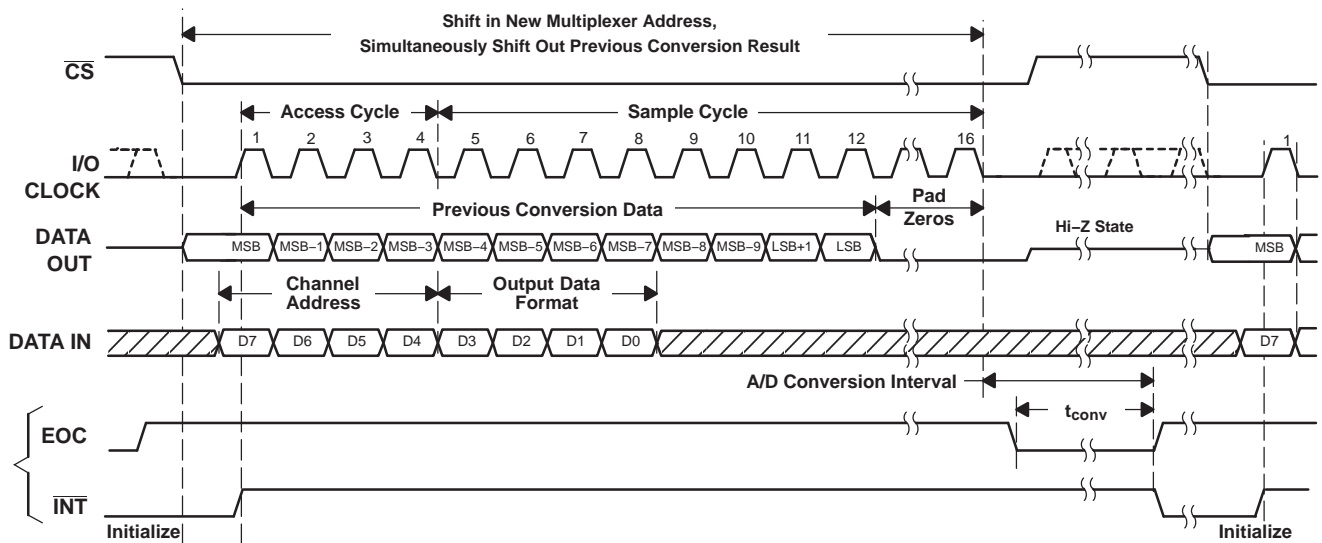 Shift in New Multiplexer Address,
Simultaneously Shift Out Previous Conversion Result
CS
Access Cycle
Sample Cycle
1 2 3 4 5 6 7 8 9 10 11 12 16 1
I/O
CLOCK
Previous Conversion Data
Pad
Zeros
DATA
OUT
MSB MSB–1 MSB–2 MSB–3 MSB–4 MSB–5 MSB–6 MSB–7 MSB–8 MSB–9 LSB+1 LSB
Hi–Z State
MSB
Channel
Address
Output Data
Format
DATA IN
D7 D6 D5 D4 D3 D2 D1 D0 D7
A/D Conversion Interval
tconv
EOC
INT
Initialize
Initialize